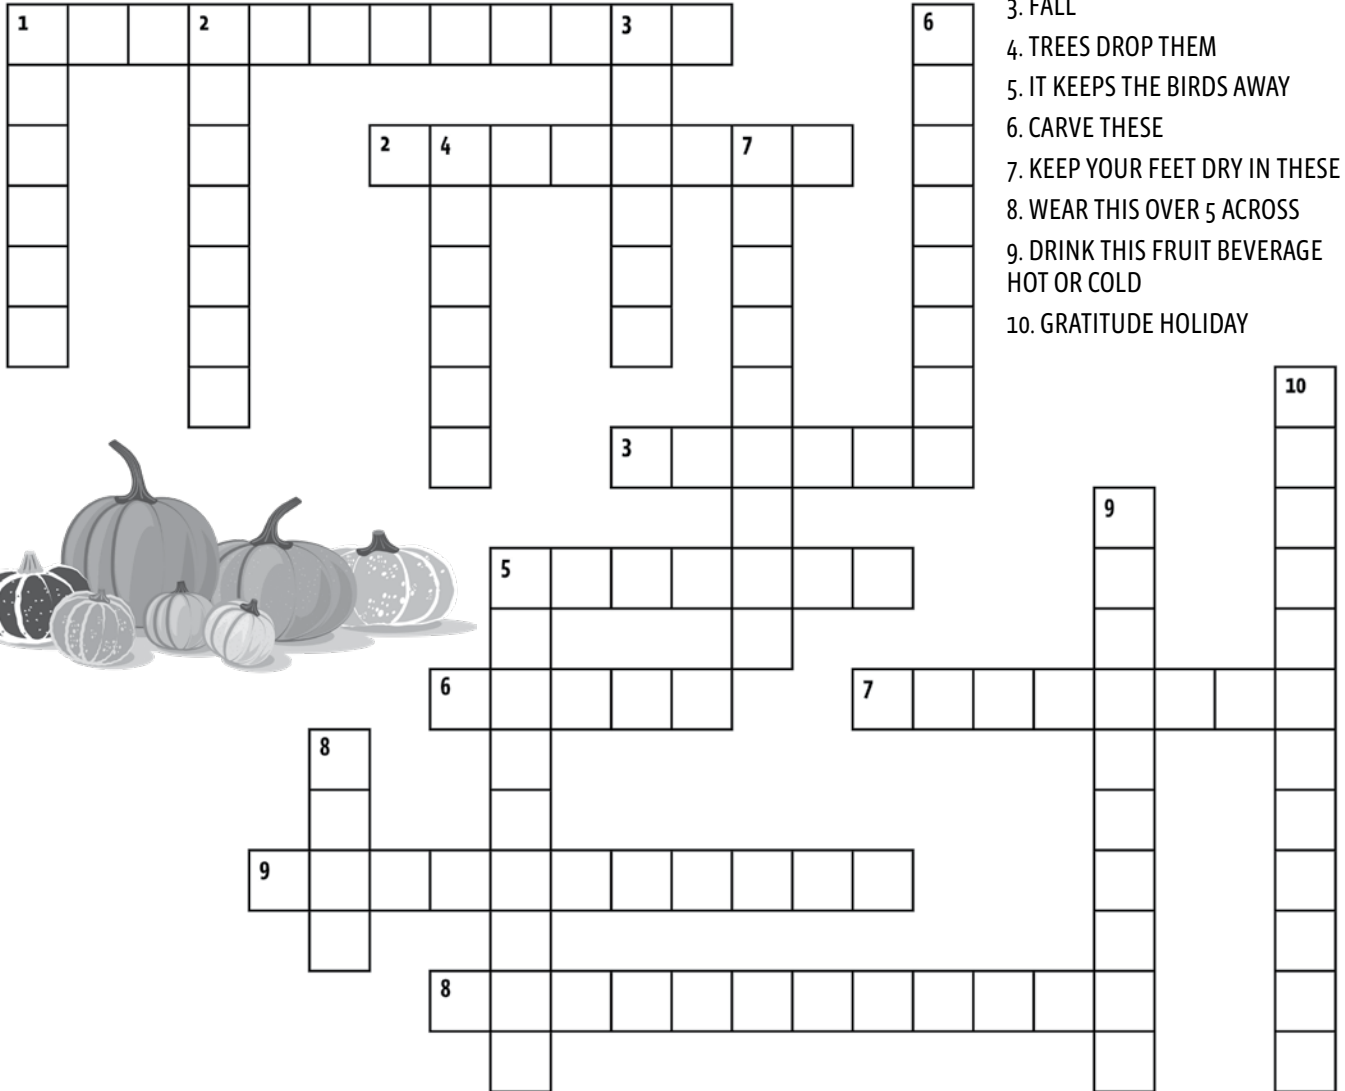 1
2
3
6
3. FALL
4. TREES DROP THEM
5. IT KEEPS THE BIRDS AWAY
2
4
7
6. CARVE THESE
7. KEEP YOUR FEET DRY IN THESE
8. WEAR THIS OVER 5 ACROSS
9. DRINK THIS FRUIT BEVERAGE
HOT OR COLD
10. GRATITUDE HOLIDAY
10
3
9
5
6
7
8
9
8